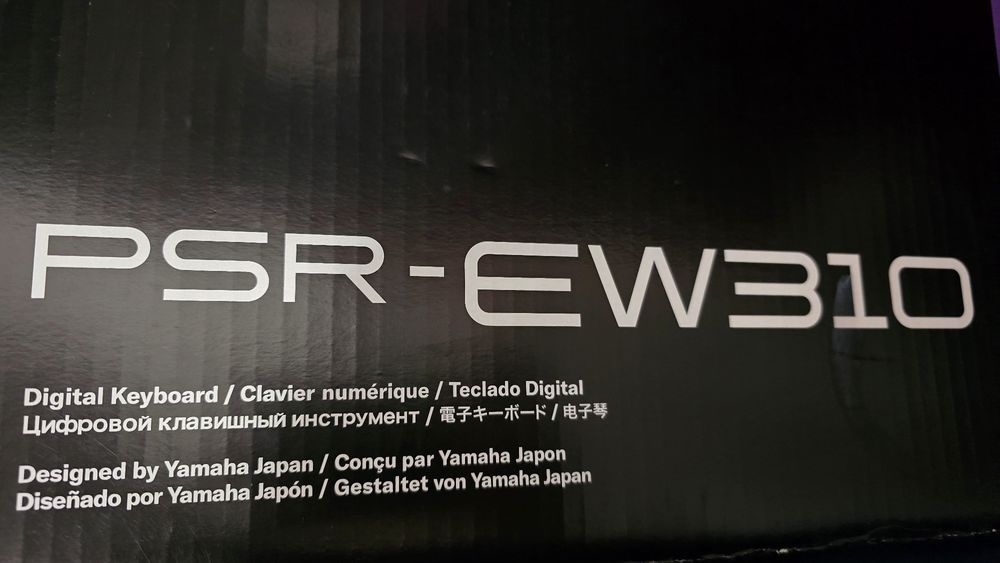 PSR-EW310
Digital Keyboard / Clavier numérique / Teclado Digital
Цифровой клавишный инструмент / 電子キーボード / 电子琴
Designed by Yamaha Japan / Conçu par Yamaha Japon
Diseñado por Yamaha Japón / Gestaltet von Yamaha Japan